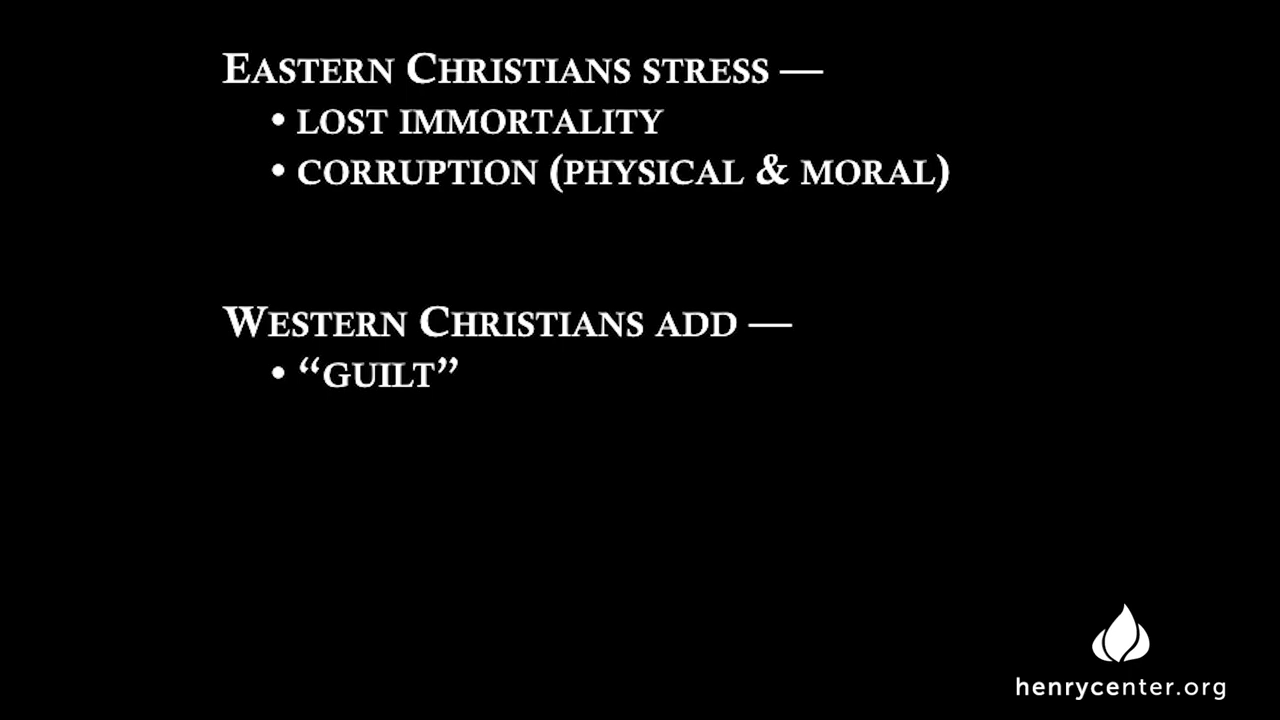 Eastern Christians stress —
• lost immortality
• corruption (physical & moral)
Western Christians add —
• “guilt”
henrycenter.org